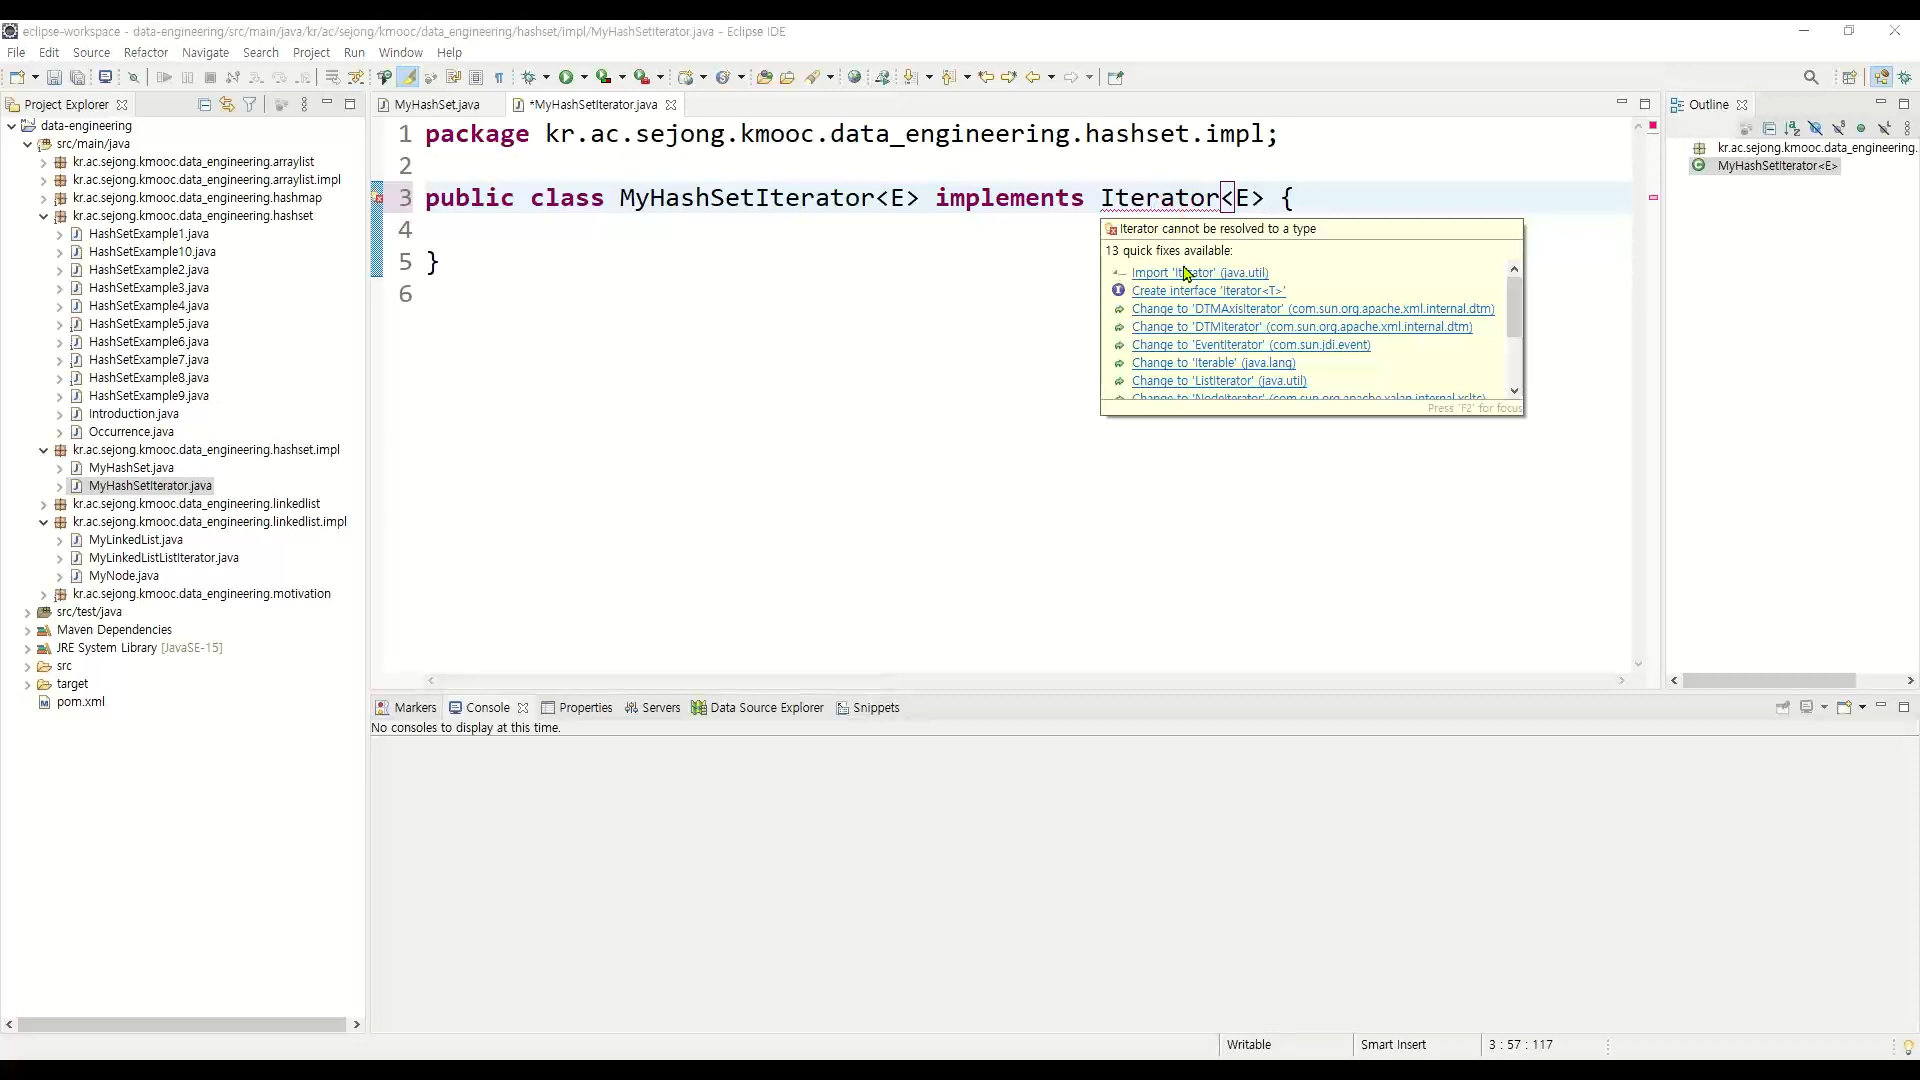 eclipse-workspace - data-engineering/src/main/java/kr/ac/sejong/kmooc/data_engineering/hashset/impl/MyHashSetIterator.java - Eclipse IDE
File Edit Source Refactor Navigate Search Project Run Window Help
Project Explorer
data-engineering
src/main/java
kr.ac.sejong.kmooc.data_engineering.arraylist
kr.ac.sejong.kmooc.data_engineering.arraylist.impl
kr.ac.sejong.kmooc.data_engineering.hashmap
kr.ac.sejong.kmooc.data_engineering.hashset
HashSetExample1.java
HashSetExample10.java
HashSetExample2.java
HashSetExample3.java
HashSetExample4.java
HashSetExample5.java
HashSetExample6.java
HashSetExample7.java
HashSetExample8.java
HashSetExample9.java
Introduction.java
Occurrence.java
kr.ac.sejong.kmooc.data_engineering.hashset.impl
MyHashSet.java
MyHashSetIterator.java
kr.ac.sejong.kmooc.data_engineering.linkedlist
kr.ac.sejong.kmooc.data_engineering.linkedlist.impl
MyLinkedList.java
MyLinkedListListIterator.java
MyNode.java
kr.ac.sejong.kmooc.data_engineering.motivation
src/test/java
Maven Dependencies
JRE System Library [JavaSE-15]
src
target
pom.xml
MyHashSet.java *MyHashSetIterator.java
1 package kr.ac.sejong.kmooc.data_engineering.hashset.impl;
2
3 public class MyHashSetIterator<E> implements Iterator<E> {
4
5 }
6
Iterator cannot be resolved to a type
13 quick fixes available:
Import 'Iterator' (java.util)
Create interface 'Iterator<T>'
Change to 'DTMAxisIterator' (com.sun.org.apache.xml.internal.dtm)
Change to 'DTMIterator' (com.sun.org.apache.xml.internal.dtm)
Change to 'EventIterator' (com.sun.jdi.event)
Change to 'Iterable' (java.lang)
Change to 'ListIterator' (java.util)
Change to 'NodeIterator' (com.sun.org.apache.xalan.internal.xsltc)
Press 'F2' for focus
Outline
kr.ac.sejong.kmooc.data_engineering.
MyHashSetIterator<E>
Markers Console Properties Servers Data Source Explorer Snippets
No consoles to display at this time.
Writable Smart Insert 3 : 57 : 117